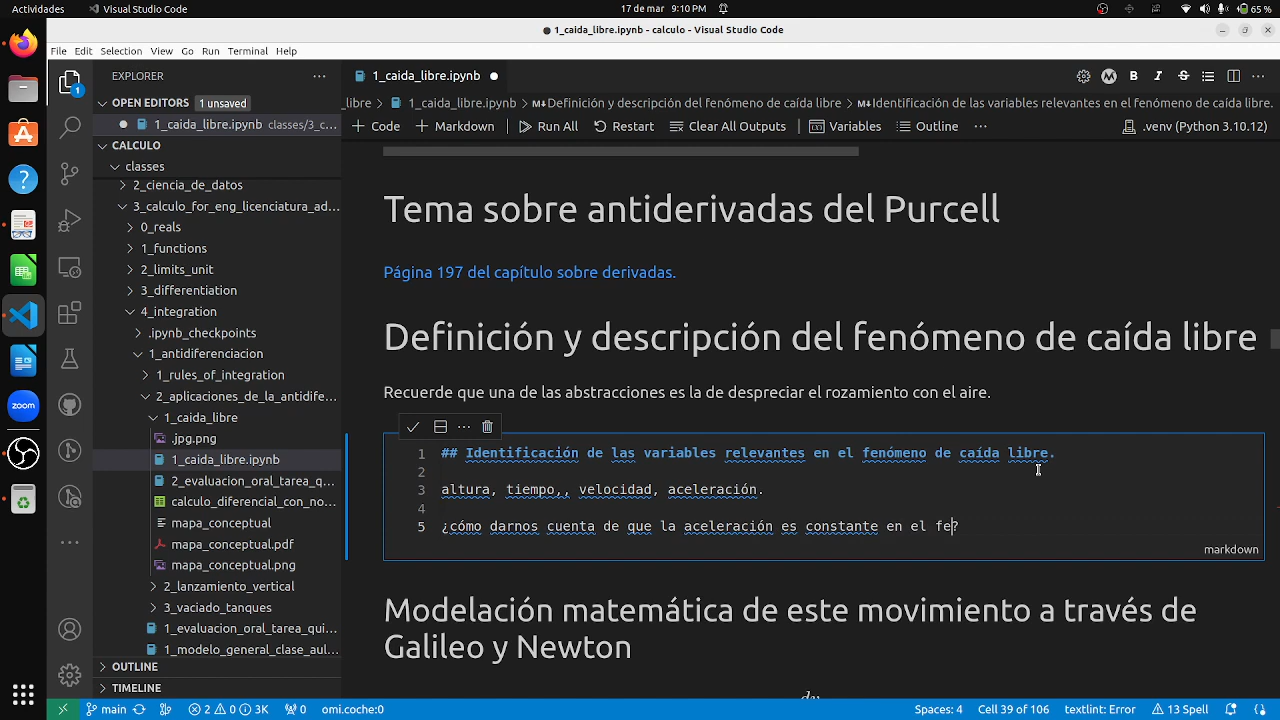 Actividades
Visual Studio Code
17 de mar 9:10 PM
65 %
1_caida_libre.ipynb - calculo - Visual Studio Code
File Edit Selection View Go Run Terminal Help
EXPLORER
OPEN EDITORS 1 unsaved
1_caida_libre.ipynb classes/3_c...
CALCULO
classes
2_ciencia_de_datos
3_calculo_for_eng_licenciatura_ad...
0_reals
1_functions
2_limits_unit
3_differentiation
4_integration
.ipynb_checkpoints
1_antidiferenciacion
1_rules_of_integration
2_aplicaciones_de_la_antidife...
1_caida_libre
.jpg.png
1_caida_libre.ipynb
2_evaluacion_oral_tarea_q...
calculo_diferencial_con_no...
mapa_conceptual
mapa_conceptual.pdf
mapa_conceptual.png
2_lanzamiento_vertical
3_vaciado_tanques
1_evaluacion_oral_tarea_qui...
1_modelo_general_clase_aul...
OUTLINE
TIMELINE
1_caida_libre.ipynb
_libre > 1_caida_libre.ipynb > Definición y descripción del fenómeno de caída libre > Identificación de las variables relevantes en el fenómeno de caída libre.
+ Code + Markdown Run All Restart Clear All Outputs Variables Outline ... .venv (Python 3.10.12)
Tema sobre antiderivadas del Purcell
Página 197 del capítulo sobre derivadas.
Definición y descripción del fenómeno de caída libre
Recuerde que una de las abstracciones es la de despreciar el rozamiento con el aire.
1 ## Identificación de las variables relevantes en el fenómeno de caída libre.
2
3 altura, tiempo,, velocidad, aceleración.
4
5 ¿cómo darnos cuenta de que la aceleración es constante en el fe?
markdown
Modelación matemática de este movimiento a través de
Galileo y Newton
dv
main 2 0 3K 0 omi.coche:0 Spaces: 4 Cell 39 of 106 textlint: Error 13 Spell